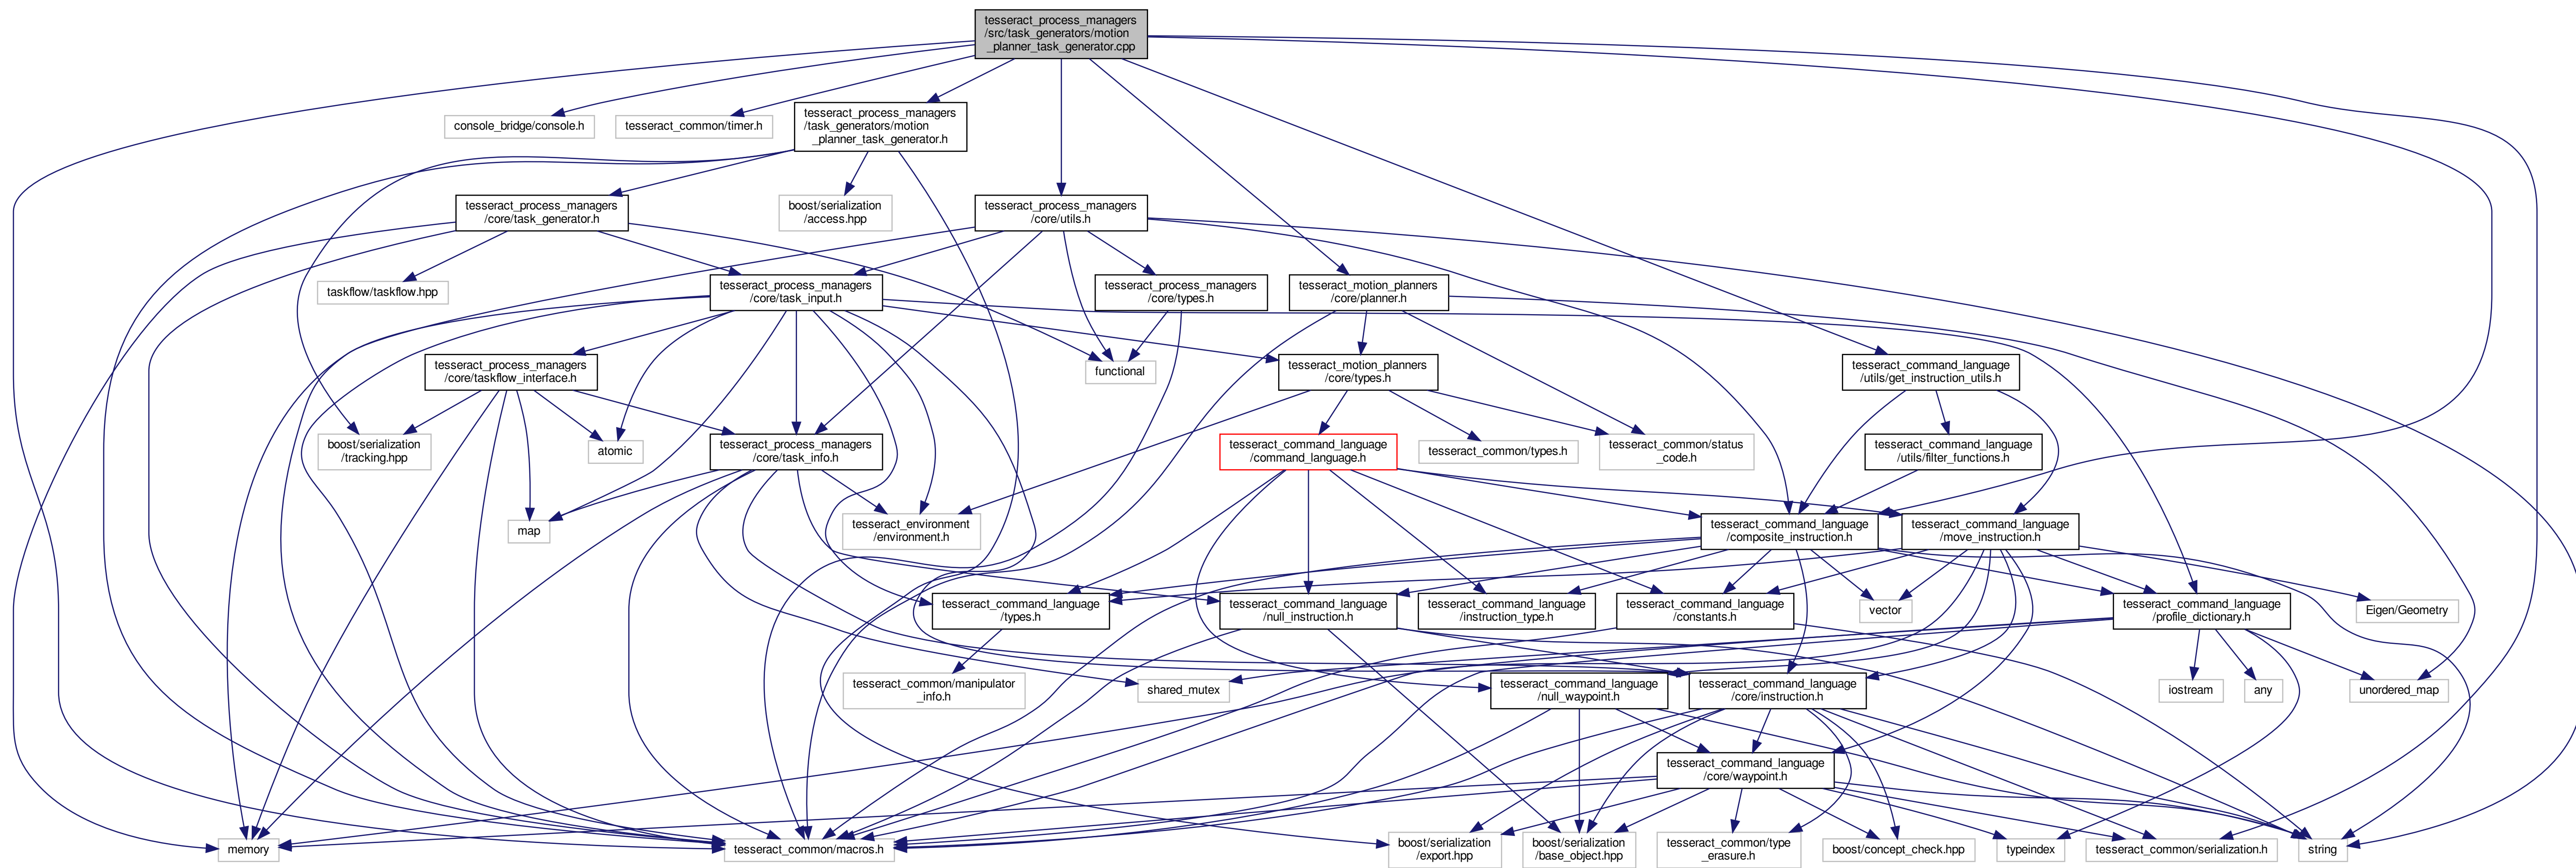 tesseract_process_managers
/src/task_generators/motion
_planner_task_generator.cpp
console_bridge/console.h
tesseract_common/timer.h
tesseract_process_managers
/task_generators/motion
_planner_task_generator.h
tesseract_process_managers
/core/task_generator.h
boost/serialization
/access.hpp
tesseract_process_managers
/core/utils.h
taskflow/taskflow.hpp
tesseract_process_managers
/core/task_input.h
tesseract_process_managers
/core/types.h
tesseract_motion_planners
/core/planner.h
tesseract_process_managers
/core/taskflow_interface.h
functional
tesseract_motion_planners
/core/types.h
tesseract_command_language
/utils/get_instruction_utils.h
boost/serialization
/tracking.hpp
atomic
tesseract_process_managers
/core/task_info.h
tesseract_command_language
/command_language.h
tesseract_common/types.h
tesseract_common/status
_code.h
tesseract_command_language
/utils/filter_functions.h
map
tesseract_environment
/environment.h
tesseract_command_language
/composite_instruction.h
tesseract_command_language
/move_instruction.h
tesseract_command_language
/types.h
tesseract_command_language
/null_instruction.h
tesseract_command_language
/instruction_type.h
tesseract_command_language
/constants.h
vector
tesseract_command_language
/profile_dictionary.h
Eigen/Geometry
tesseract_common/manipulator
_info.h
shared_mutex
tesseract_command_language
/null_waypoint.h
tesseract_command_language
/core/instruction.h
iostream
any
unordered_map
tesseract_command_language
/core/waypoint.h
memory
tesseract_common/macros.h
boost/serialization
/export.hpp
boost/serialization
/base_object.hpp
tesseract_common/type
_erasure.h
boost/concept_check.hpp
typeindex
tesseract_common/serialization.h
string